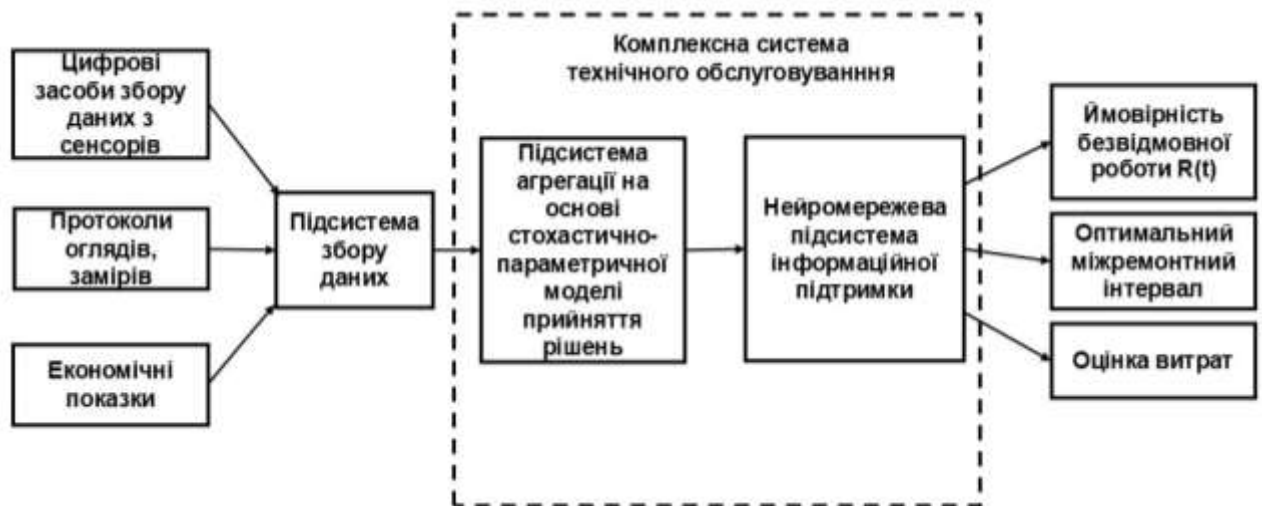 Цифрові
засоби збору
даних з
сенсорів
Протоколи
оглядів,
замірів
Економічні
показки
Підсистема
збору
даних
Комплексна система
технічного обслуговуванння
Підсистема
агрегації на
основі
стохастично-
параметричної
моделі
прийняття
рішень
Нейромережева
підсистема
інформаційної
підтримки
Ймовірність
безвідмовної
роботи R(t)
Оптимальний
міжремонтний
інтервал
Оцінка витрат